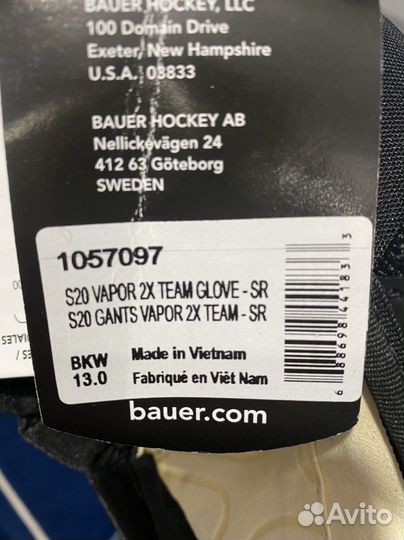 BAUER HOCKEY, LLC
100 Domain Drive
Exeter, New Hampshire
U.S.A. 03833
BAUER HOCKEY AB
Nellickevägen 24
412 63 Göteborg
SWEDEN
1057097
S20 VAPOR 2X TEAM GLOVE - SR
S20 GANTS VAPOR 2X TEAM - SR
BKW
13.0
Made in Vietnam
Fabriqué en Viêt Nam
6 88698 44183 3
bauer.com
Avito